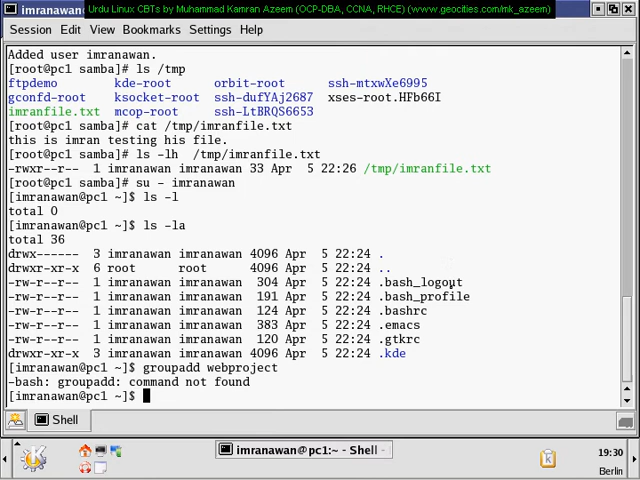 imranawan@
Urdu Linux CBTs by Muhammad Kamran Azeem (OCP-DBA, CCNA, RHCE) (www.geocities.com/mk_azeem)
Session Edit View Bookmarks Settings Help
Added user imranawan.
[root@pc1 samba]# ls /tmp
ftpdemo kde-root orbit-root ssh-mtxwXe6995
gconfd-root ksocket-root ssh-dufYAj2687 xses-root.HFb66I
imranfile.txt mcop-root ssh-LtBRQS6653
[root@pc1 samba]# cat /tmp/imranfile.txt
this is imran testing his file.
[root@pc1 samba]# ls -lh /tmp/imranfile.txt
-rwxr--r-- 1 imranawan imranawan 33 Apr 5 22:26 /tmp/imranfile.txt
[root@pc1 samba]# su - imranawan
[imranawan@pc1 ~]$ ls -l
total 0
[imranawan@pc1 ~]$ ls -la
total 36
drwx------ 3 imranawan imranawan 4096 Apr 5 22:24 .
drwxr-xr-x 6 root root 4096 Apr 5 22:24 ..
-rw-r--r-- 1 imranawan imranawan 304 Apr 5 22:24 .bash_logout
-rw-r--r-- 1 imranawan imranawan 191 Apr 5 22:24 .bash_profile
-rw-r--r-- 1 imranawan imranawan 124 Apr 5 22:24 .bashrc
-rw-r--r-- 1 imranawan imranawan 383 Apr 5 22:24 .emacs
-rw-r--r-- 1 imranawan imranawan 120 Apr 5 22:24 .gtkrc
drwxr-xr-x 3 imranawan imranawan 4096 Apr 5 22:24 .kde
[imranawan@pc1 ~]$ groupadd webproject
-bash: groupadd: command not found
[imranawan@pc1 ~]$
Shell
imranawan@pc1:~ - Shell -
19:30
Berlin